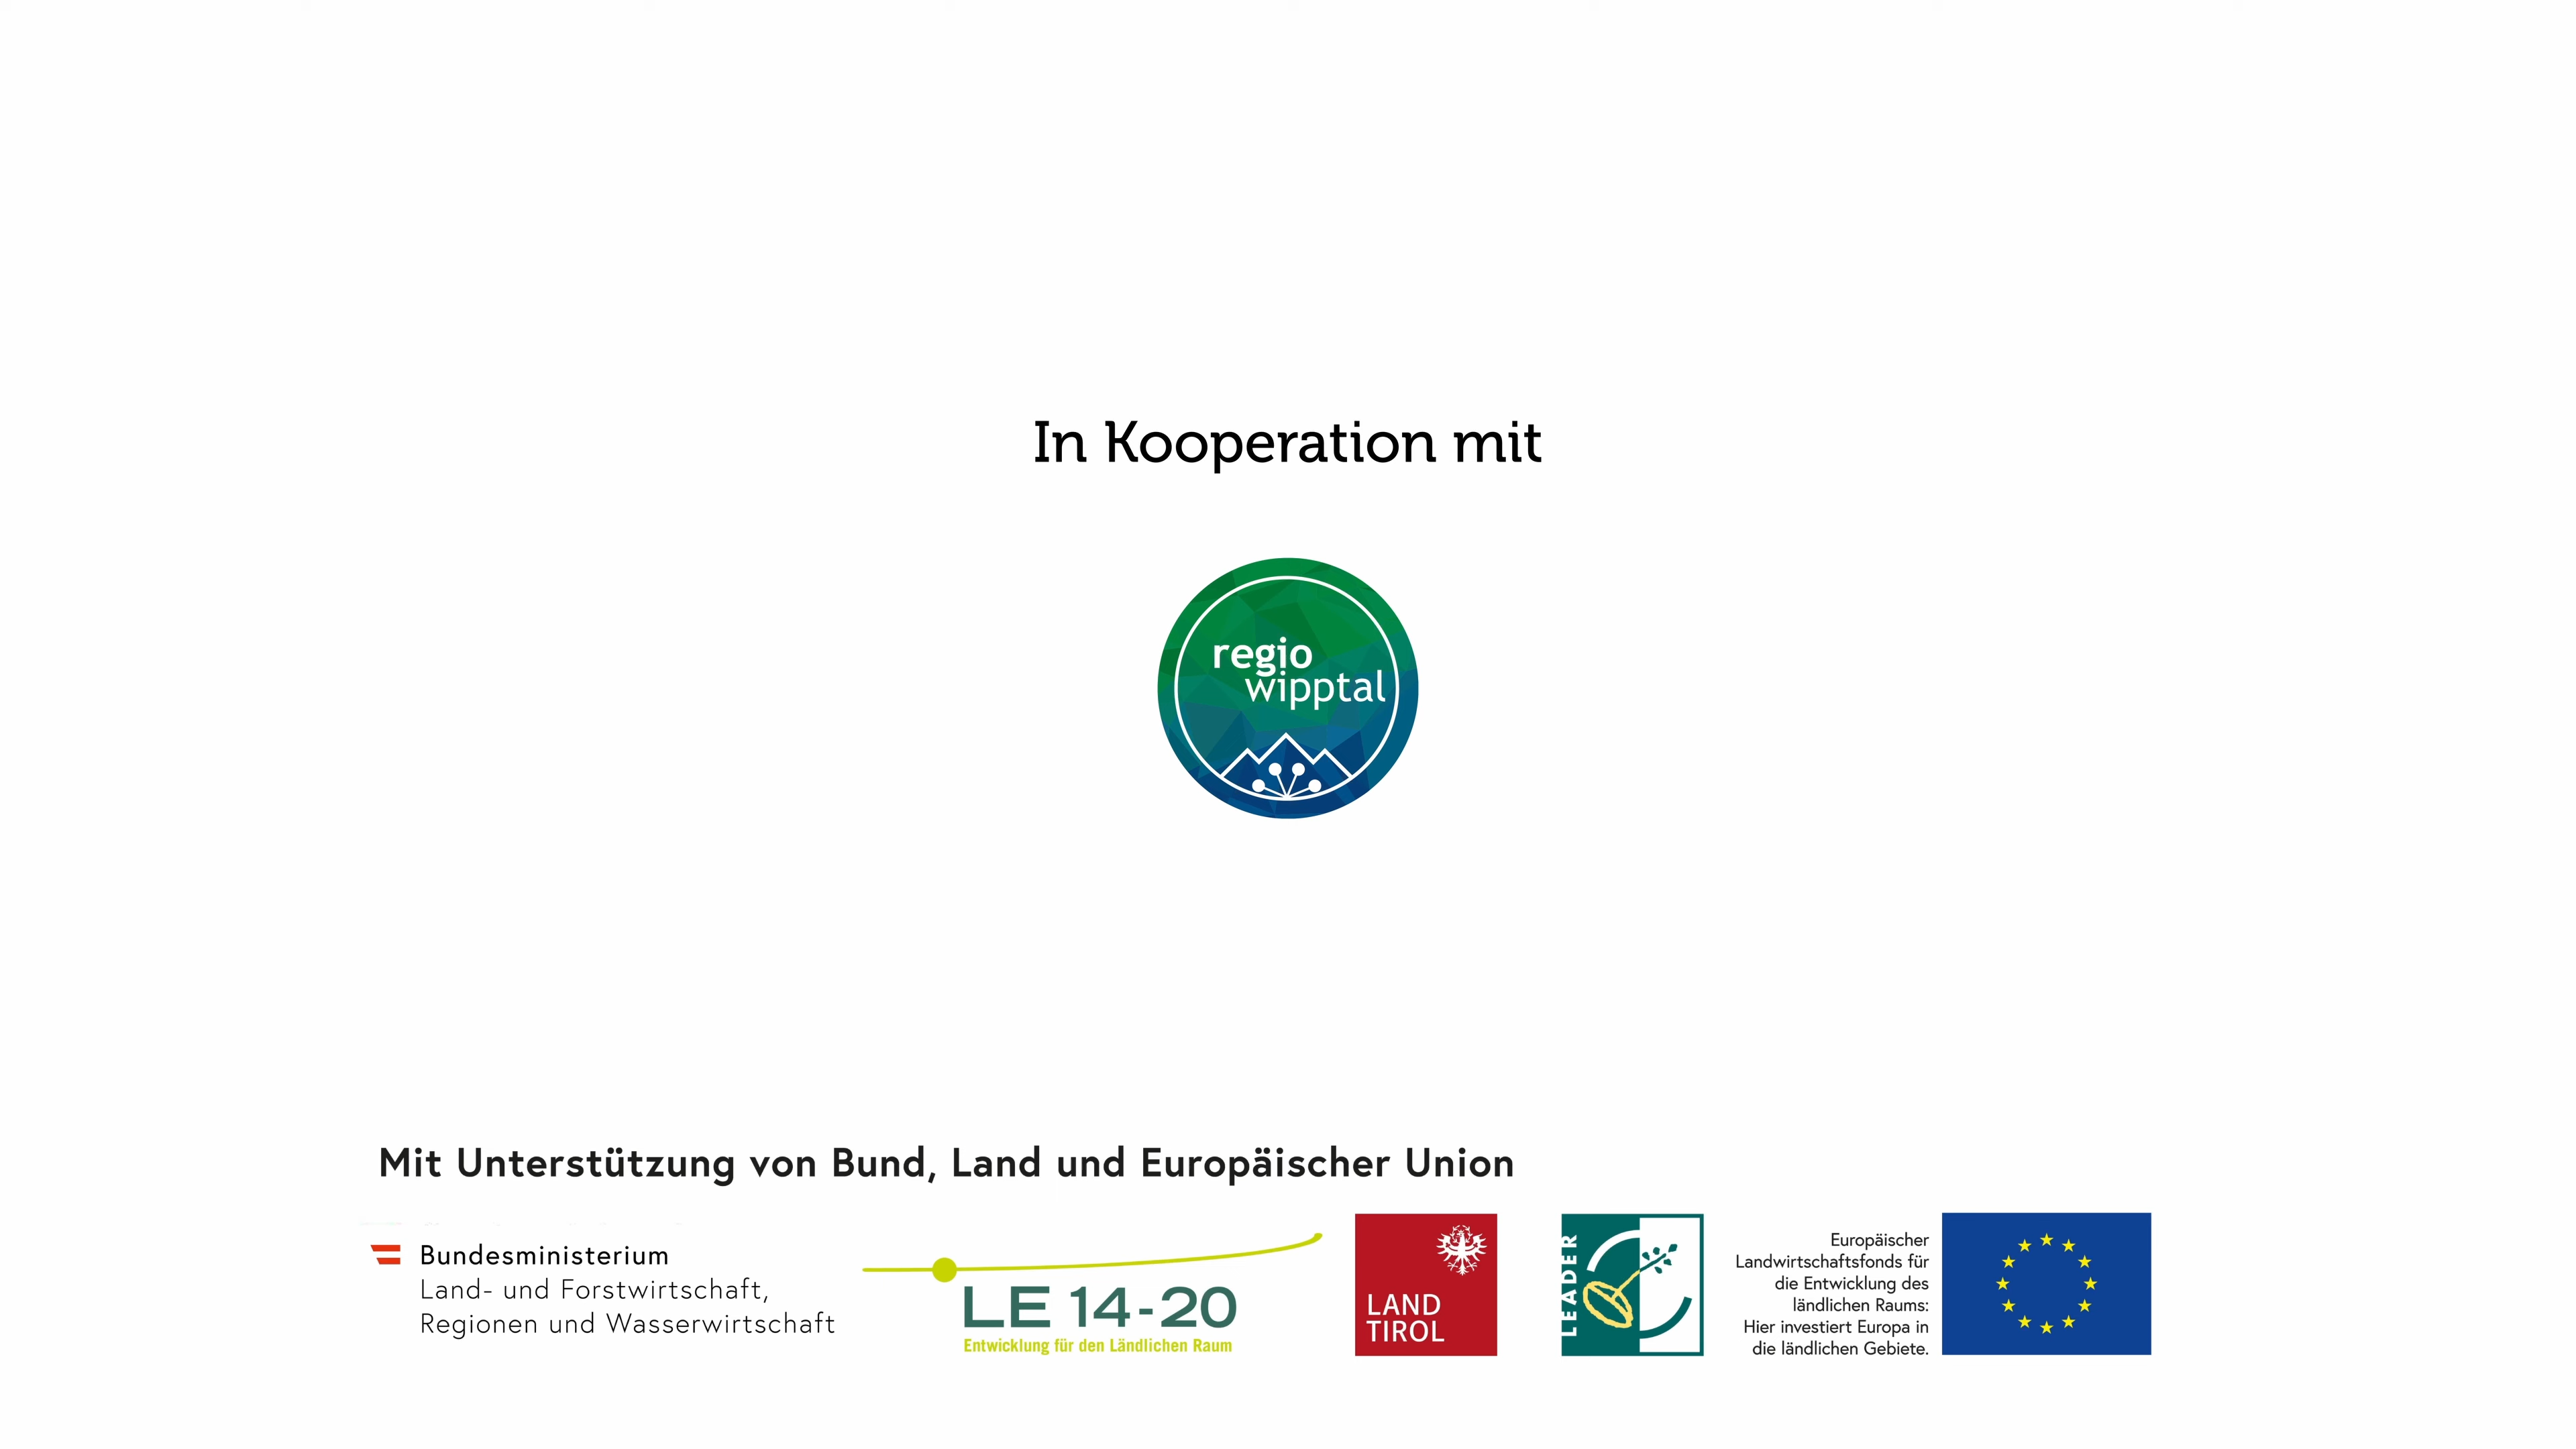 In Kooperation mit
regio
wipptal
Mit Unterstützung von Bund, Land und Europäischer Union
Bundesministerium
Land- und Forstwirtschaft,
Regionen und Wasserwirtschaft
LE 14-20
Entwicklung für den Ländlichen Raum
LAND
TIROL
LEADER
Europäischer
Landwirtschaftsfonds für
die Entwicklung des
ländlichen Raums:
Hier investiert Europa in
die ländlichen Gebiete.